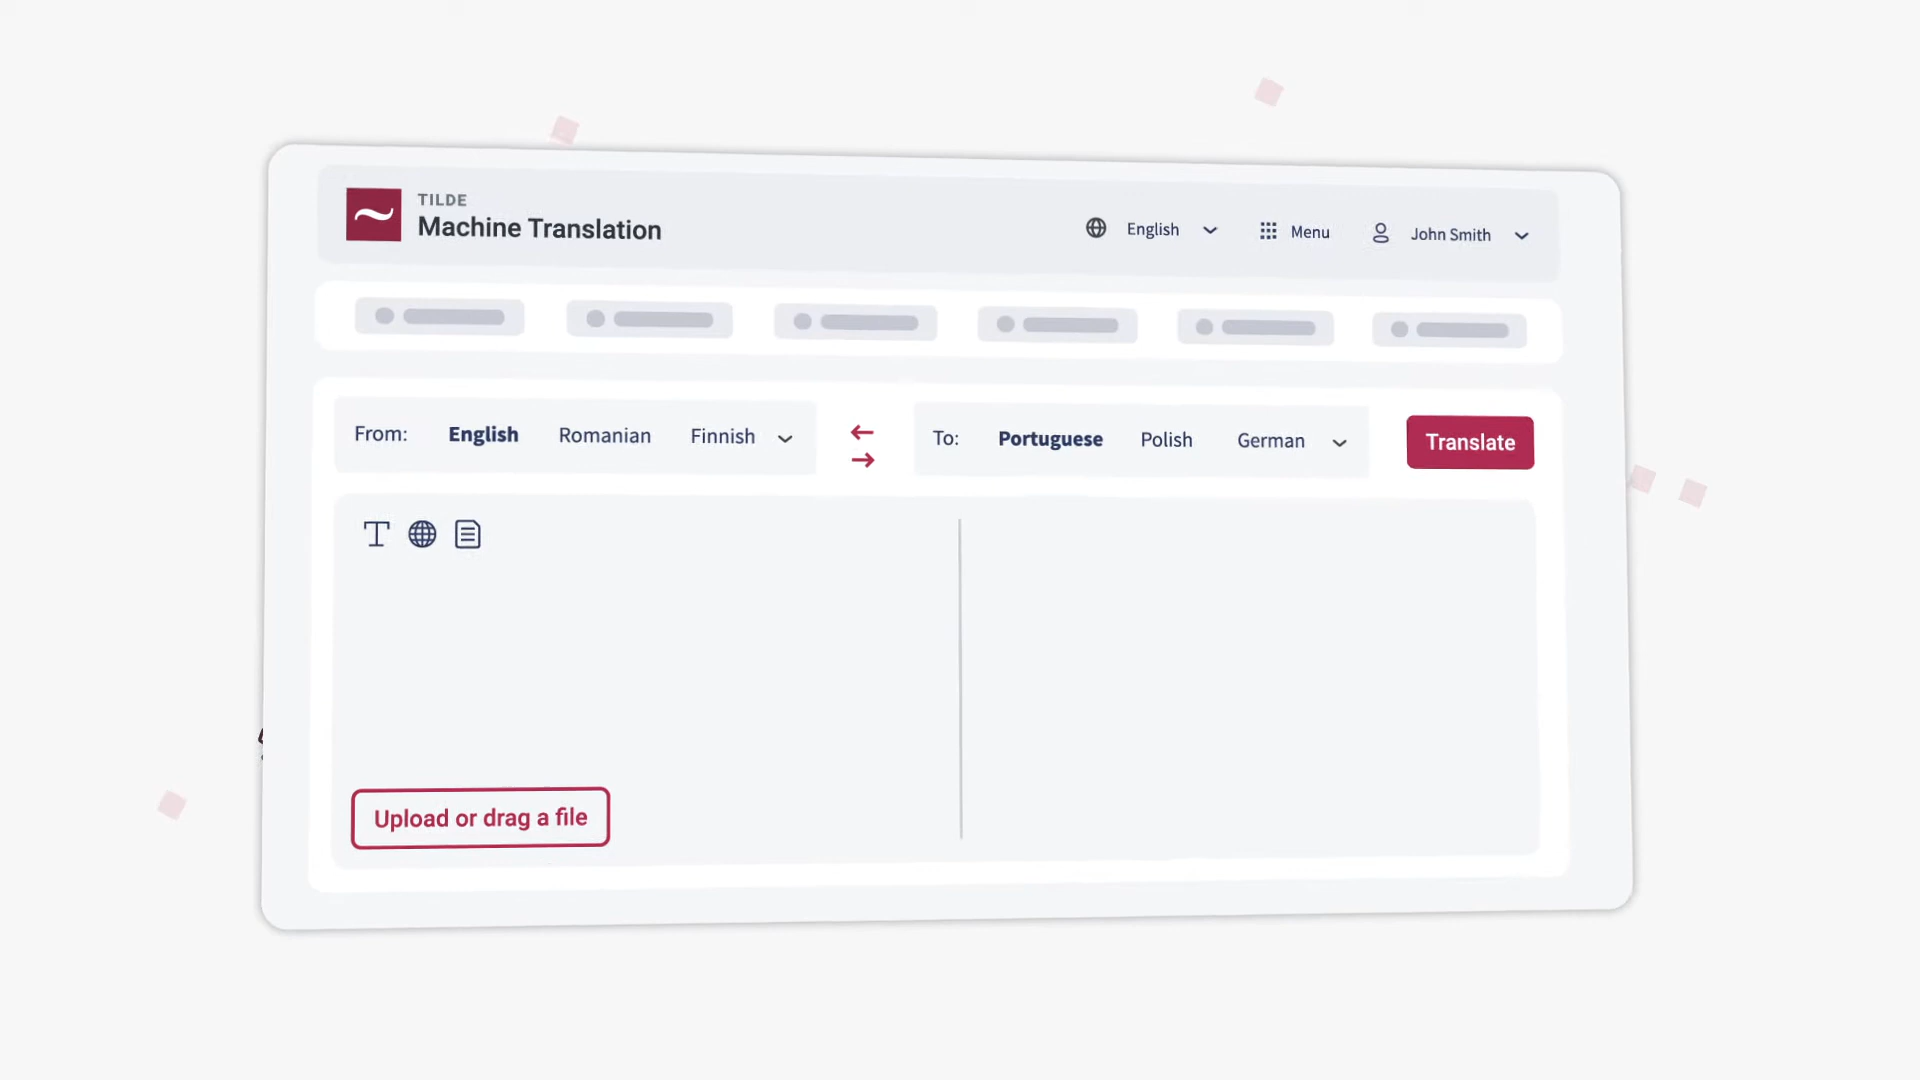 TILDE
Machine Translation
English Menu John Smith
From: English Romanian Finnish To: Portuguese Polish German Translate
Upload or drag a file